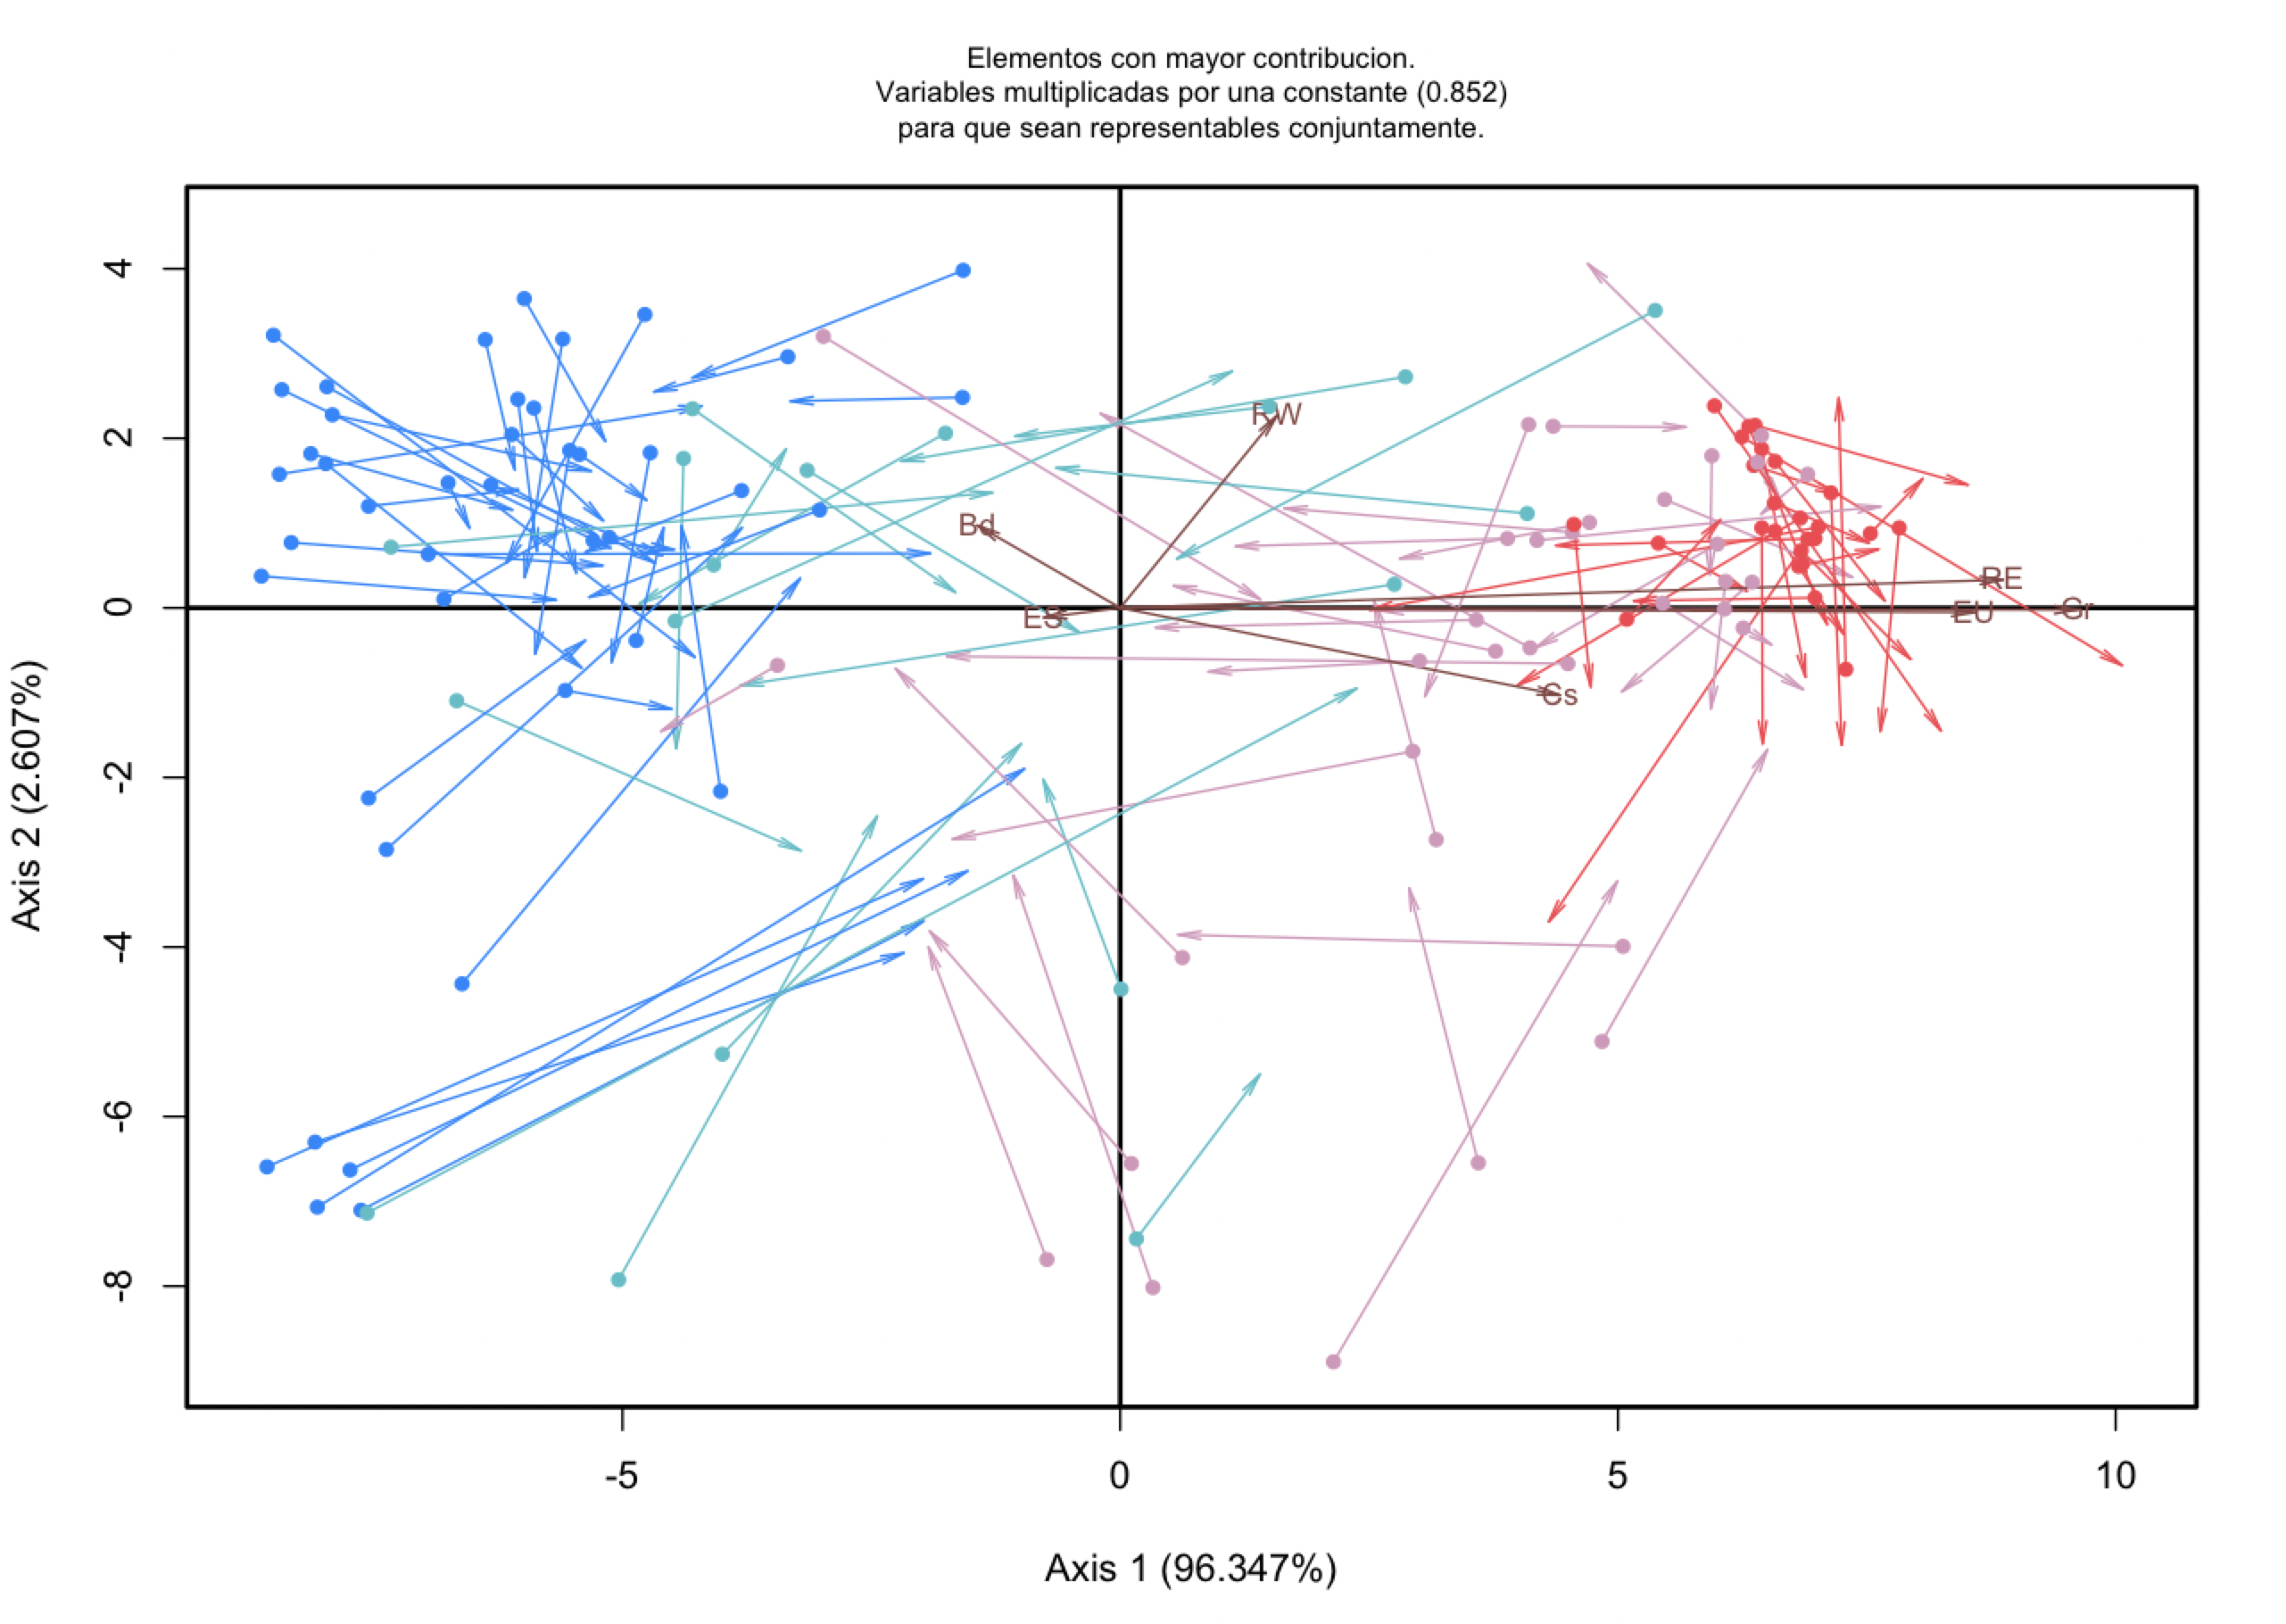 Elementos con mayor contribucion.
Variables multiplicadas por una constante (0.852)
para que sean representables conjuntamente.
4
2
0
-2
-4
-6
-8
Axis 2 (2.607%)
RW
Bd
ES
RE
EU
Gr
Cs
-5
0
5
10
Axis 1 (96.347%)